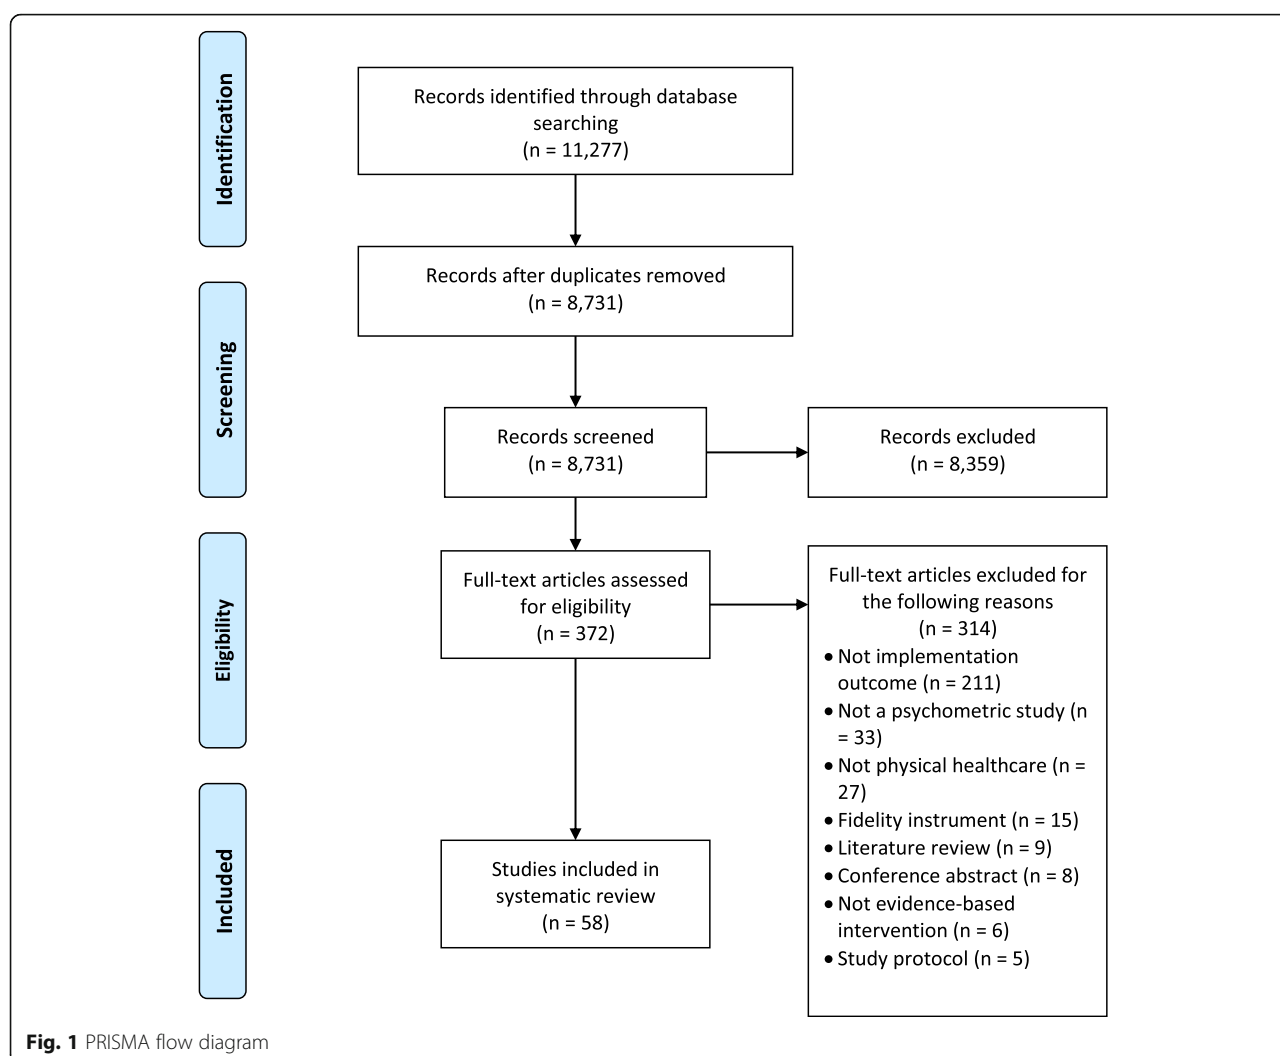 Identification
Records identified through database
searching
(n = 11,277)
Records after duplicates removed
(n = 8,731)
Screening
Records screened
(n = 8,731)
Records excluded
(n = 8,359)
Eligibility
Full-text articles assessed
for eligibility
(n = 372)
Full-text articles excluded for
the following reasons
(n = 314)
• Not implementation
outcome (n = 211)
• Not a psychometric study (n
= 33)
• Not physical healthcare (n =
27)
• Fidelity instrument (n = 15)
• Literature review (n = 9)
• Conference abstract (n = 8)
• Not evidence-based
intervention (n = 6)
• Study protocol (n = 5)
Included
Studies included in
systematic review
(n = 58)
Fig. 1 PRISMA flow diagram